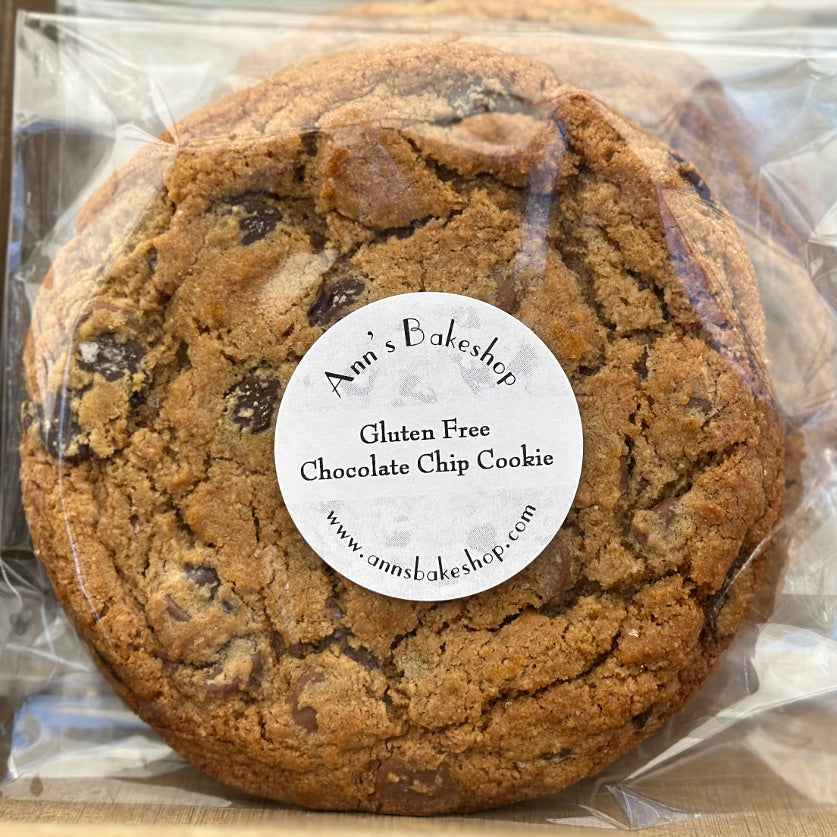 Ann's Bakeshop
Gluten Free
Chocolate Chip Cookie
www.annsbakeshop.com